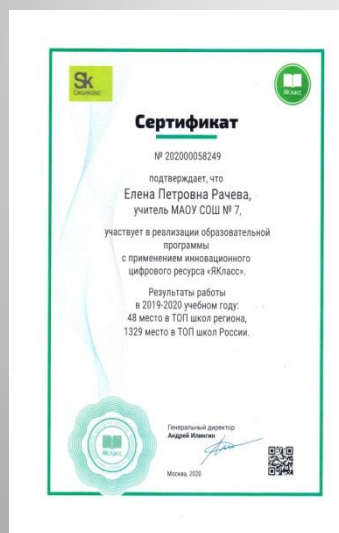 Sk
Сколково
ЯКласс
Сертификат
№ 202000058249
подтверждает, что
Елена Петровна Рачева,
учитель МАОУ СОШ № 7,
участвует в реализации образовательной
программы
с применением инновационного
цифрового ресурса «ЯКласс».
Результаты работы
в 2019-2020 учебном году:
48 место в ТОП школ региона,
1329 место в ТОП школ России.
Генеральный директор
Андрей
ЯКласс
Москва, 2020